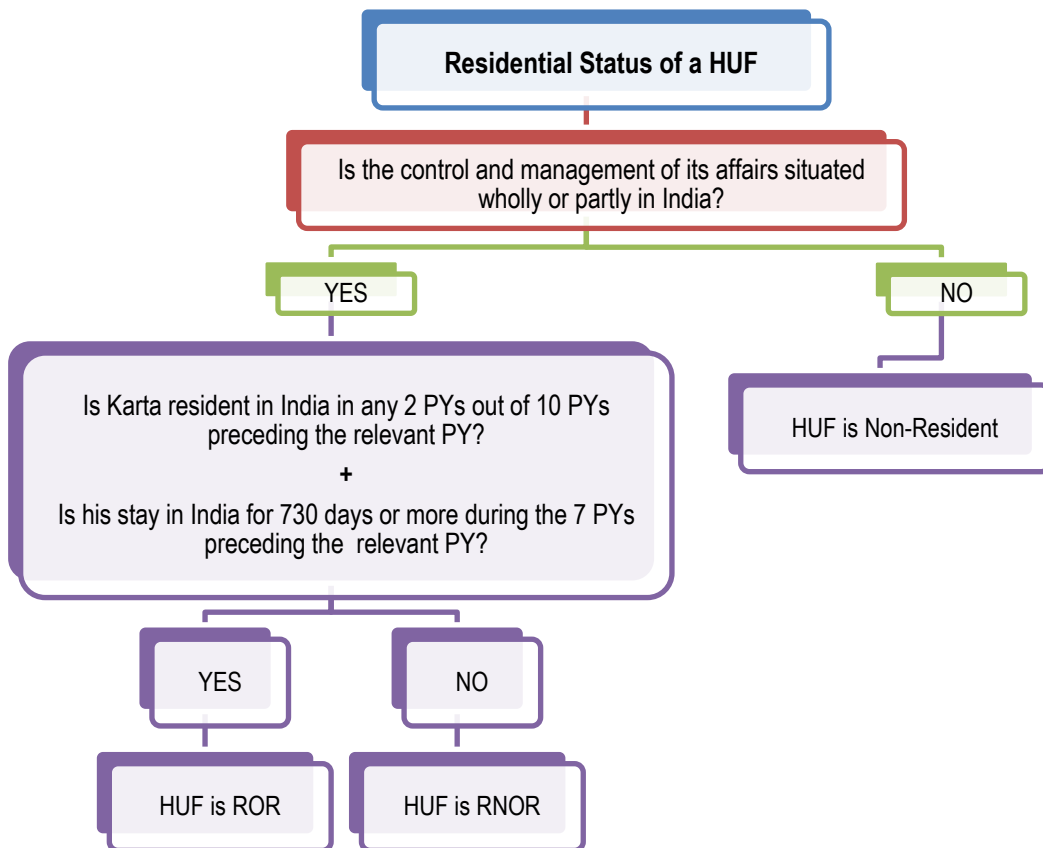 Residential Status of a HUF
Is the control and management of its affairs situated
wholly or partly in India?
YES
NO
Is Karta resident in India in any 2 PYs out of 10 PYs
preceding the relevant PY?
+
Is his stay in India for 730 days or more during the 7 PYs
preceding the relevant PY?
HUF is Non-Resident
YES
NO
HUF is ROR
HUF is RNOR